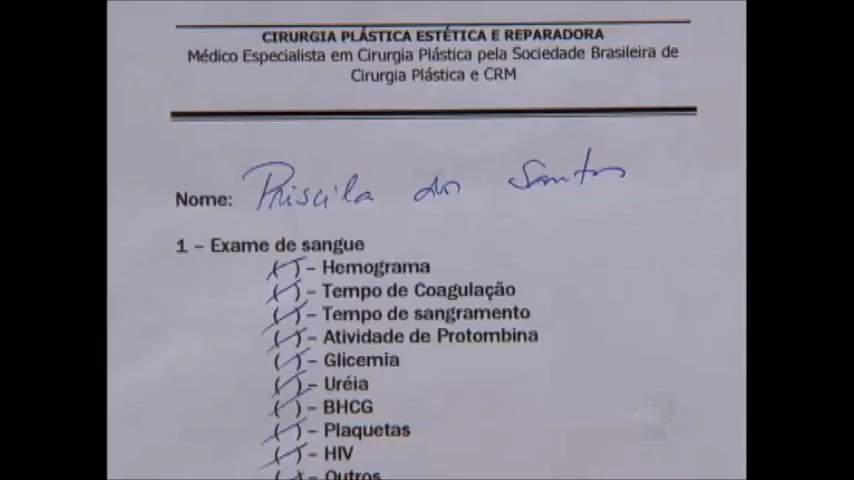 CIRURGIA PLÁSTICA ESTÉTICA E REPARADORA
Médico Especialista em Cirurgia Plástica pela Sociedade Brasileira de
Cirurgia Plástica e CRM
Nome: Priscila dos Santos
1 – Exame de sangue
( ) – Hemograma
( ) – Tempo de Coagulação
( ) – Tempo de sangramento
( ) – Atividade de Protombina
( ) – Glicemia
( ) – Uréia
( ) – BHCG
( ) – Plaquetas
( ) – HIV
( ) – Outros